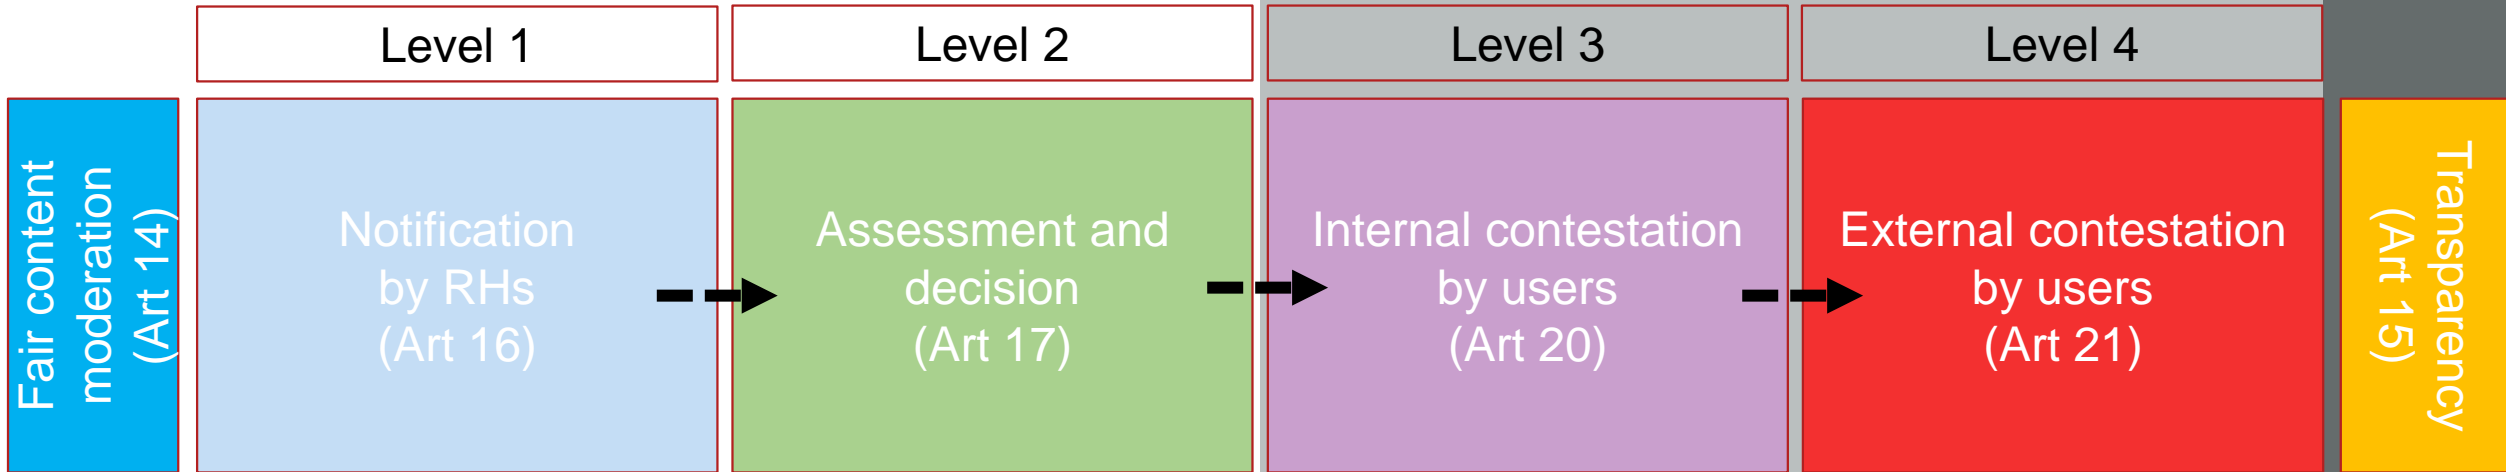 Level 1
Level 2
Level 3
Level 4
Fair content
moderation
(Art 14)
Notification
by RHs
(Art 16)
Assessment and
decision
(Art 17)
Internal contestation
by users
(Art 20)
External contestation
by users
(Art 21)
Transparency
(Art 15)